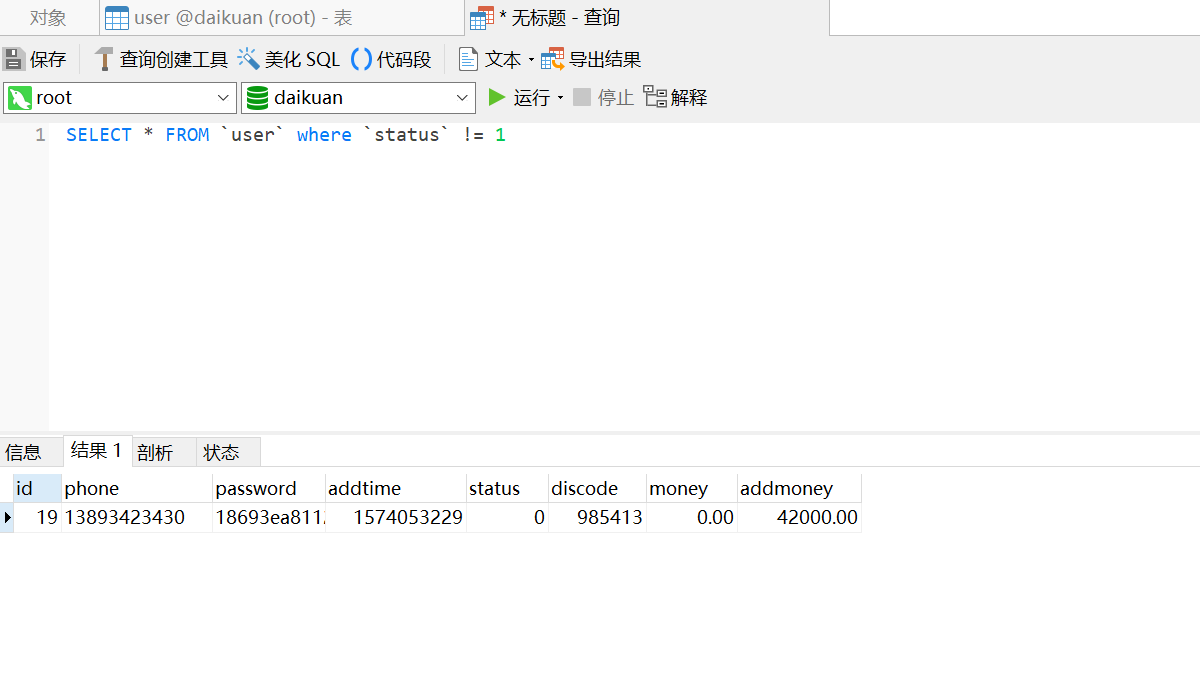 对象 user @daikuan (root) - 表 * 无标题 - 查询
保存 查询创建工具 美化 SQL 代码段 文本 导出结果
root daikuan 运行 停止 解释
1 SELECT * FROM `user` where `status` != 1
信息 结果 1 剖析 状态
id phone password addtime status discode money addmoney
19 13893423430 18693ea811 1574053229 0 985413 0.00 42000.00